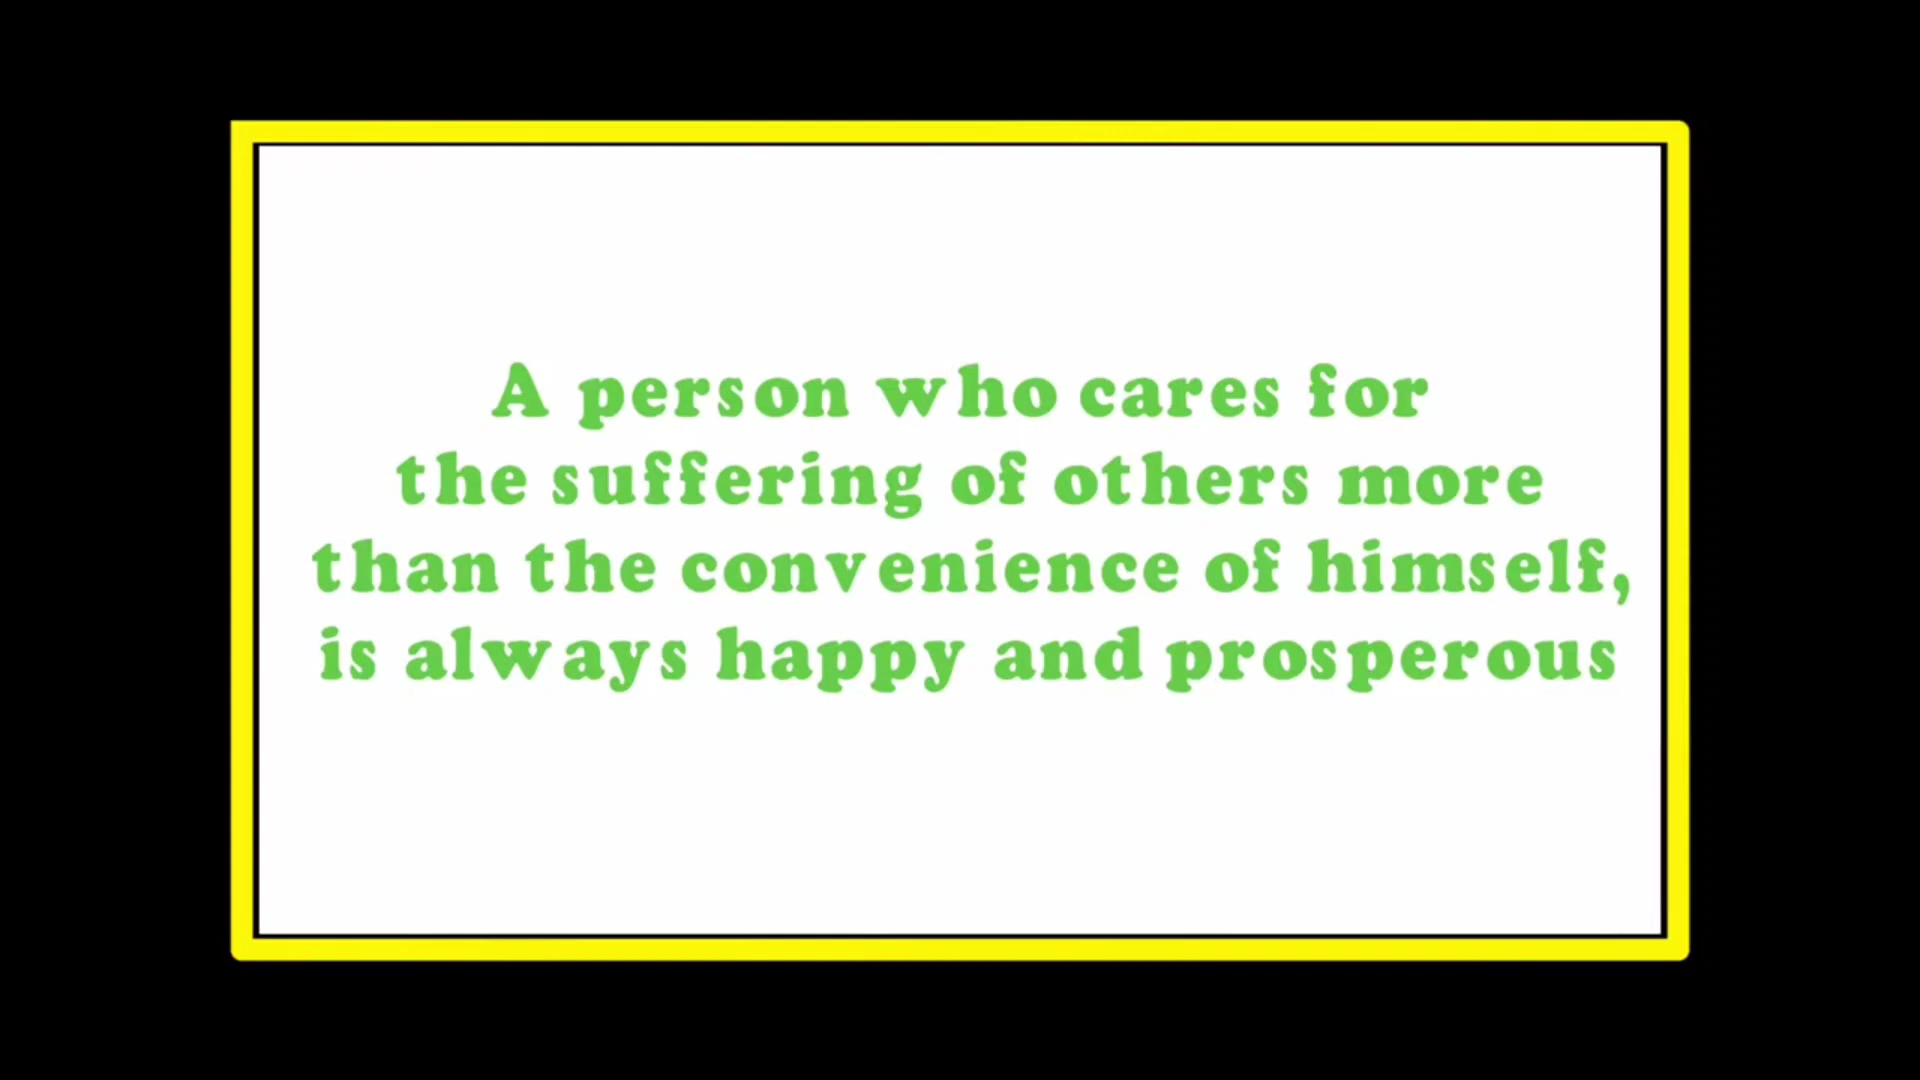 A person who cares for
the suffering of others more
than the convenience of himself,
is always happy and prosperous